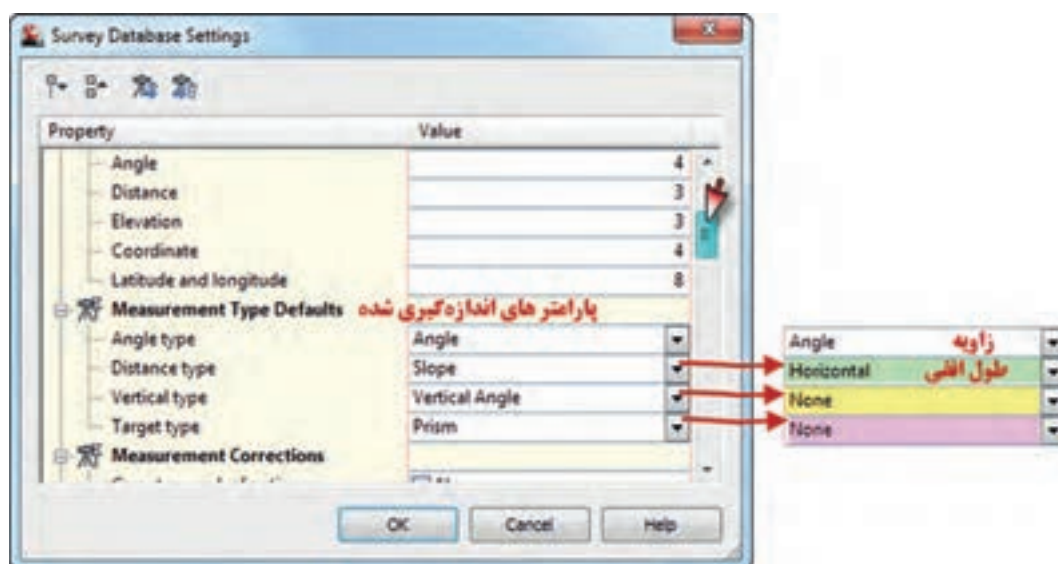 Survey Database Settings
Property Value
Angle 4
Distance 3
Elevation 3
Coordinate 4
Latitude and longitude 8
Measurement Type Defaults پارامتر های اندازه‌گیری شده
Angle type Angle
Distance type Slope
Vertical type Vertical Angle
Target type Prism
Measurement Corrections
OK Cancel Help
Angle زاویه
Horizontal طول افقی
None
None